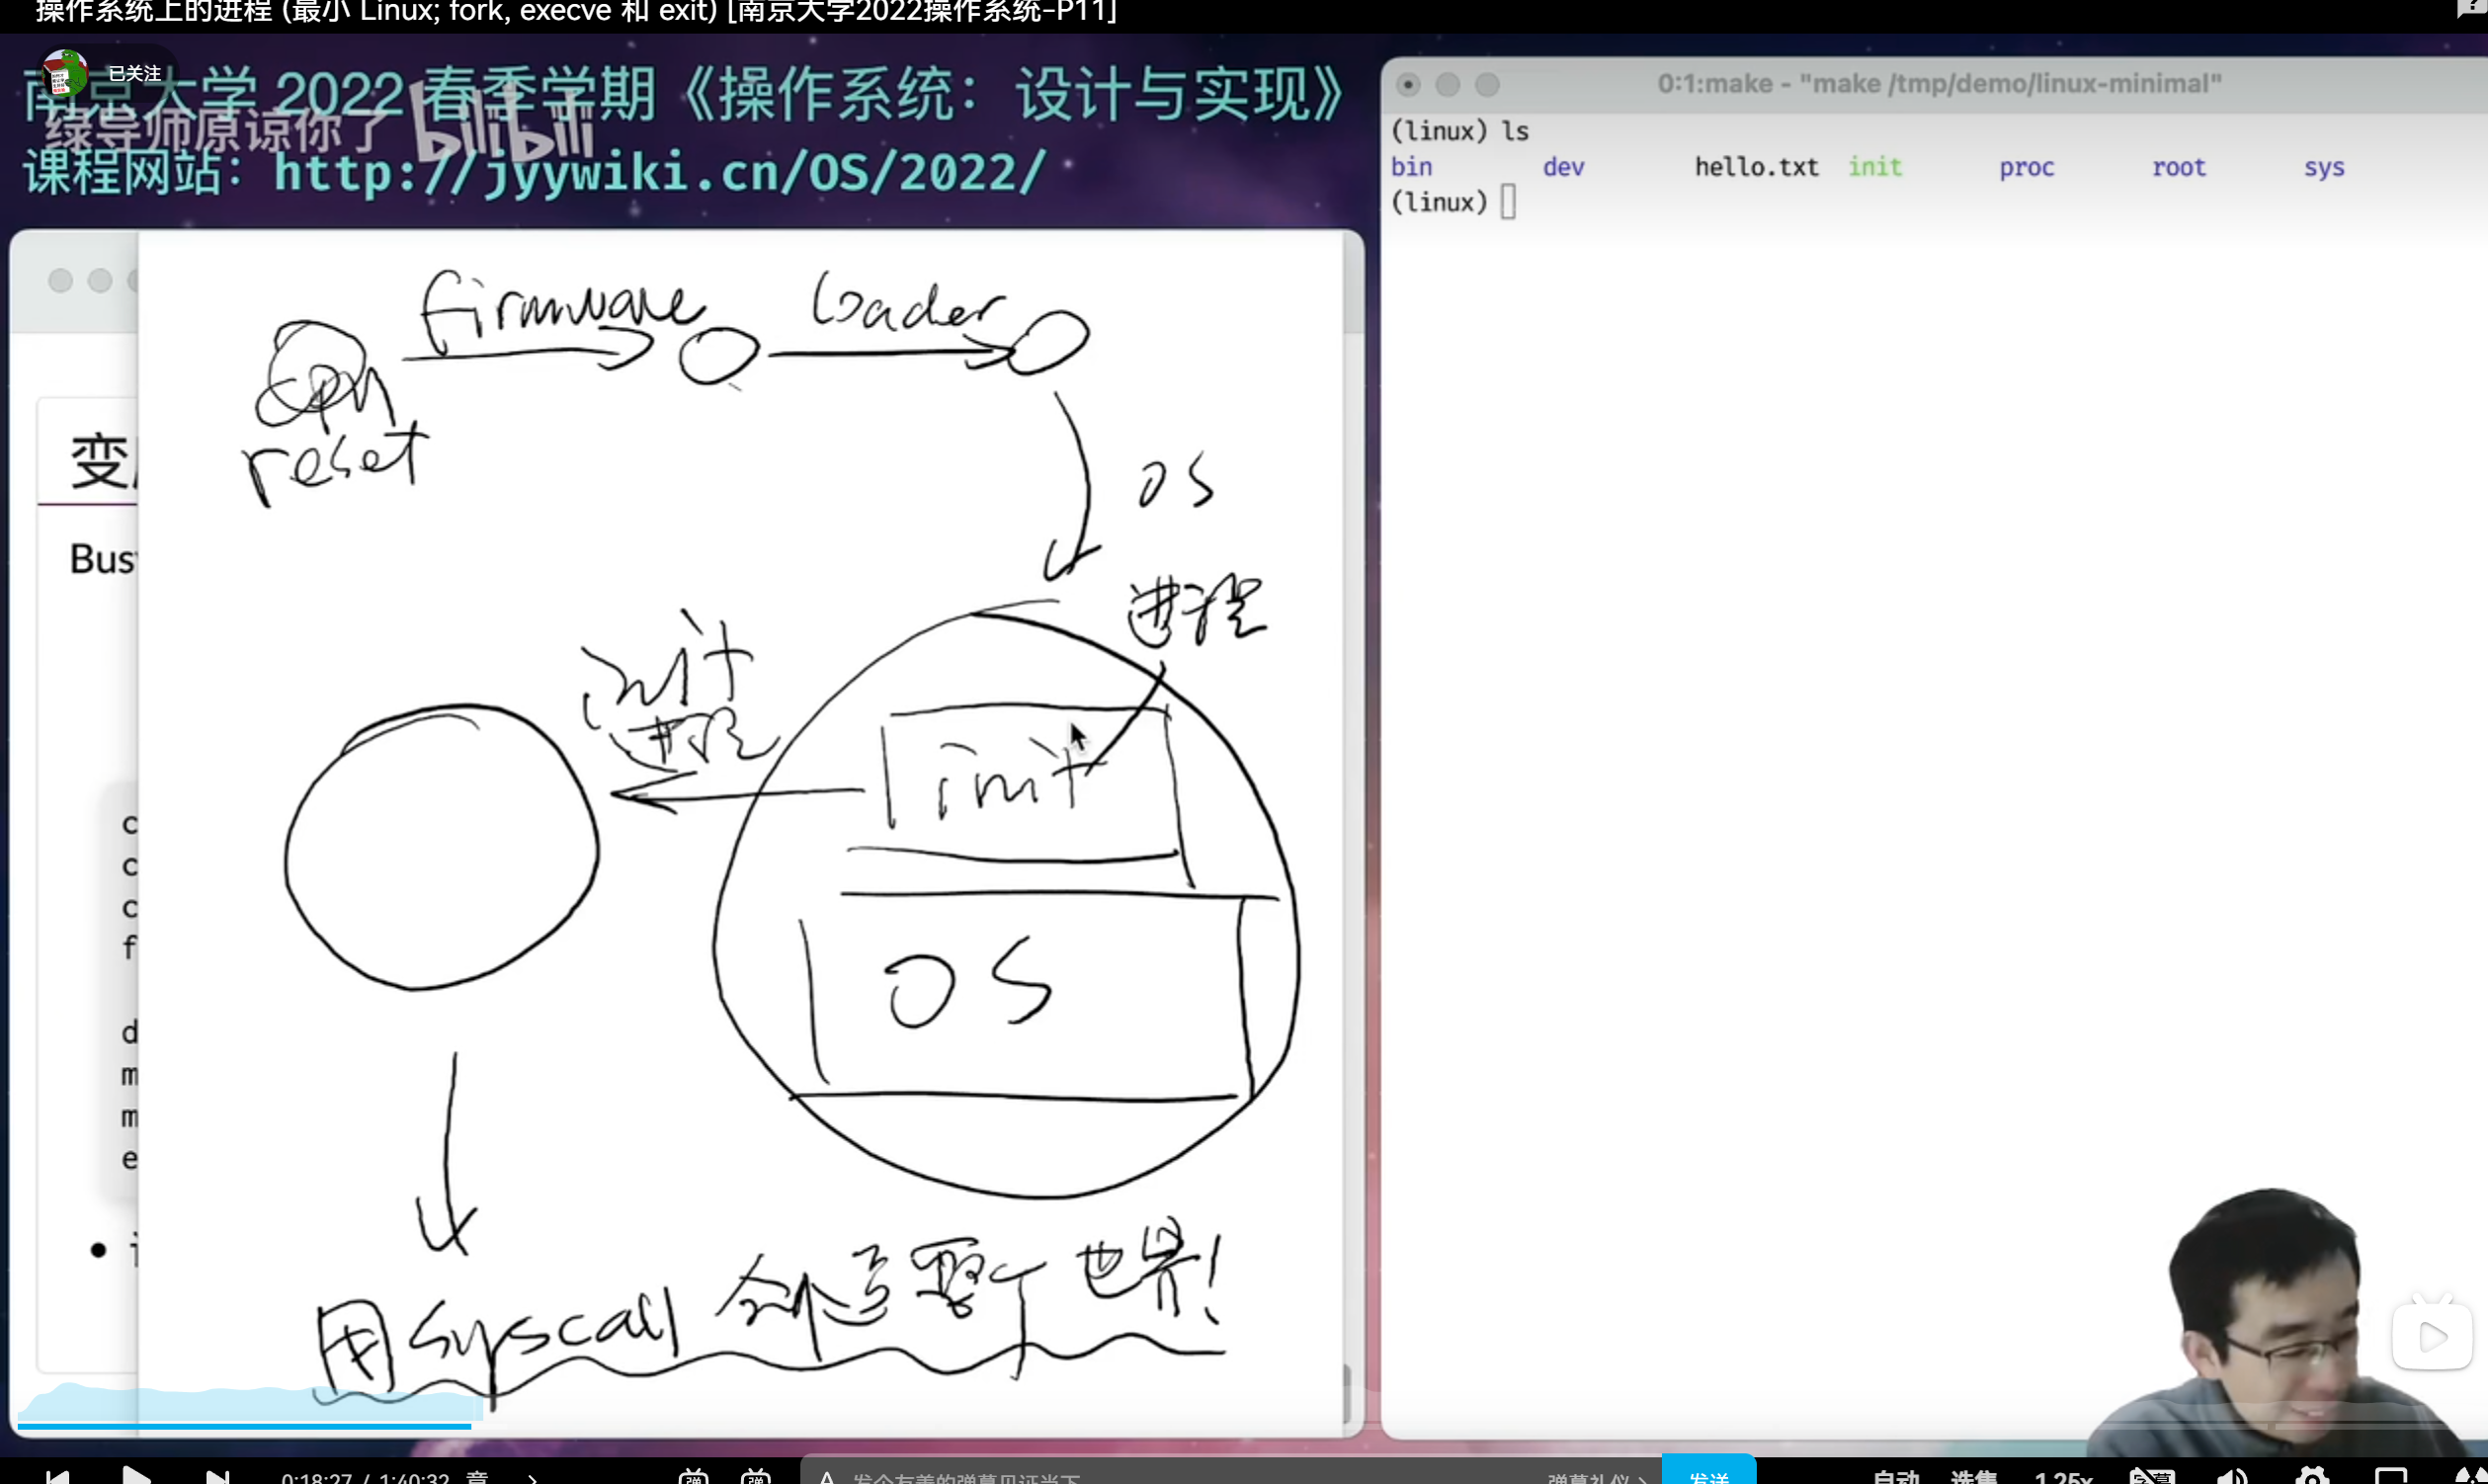 操作系统上的进程 (最小 Linux; fork, execve 和 exit) [南京大学2022操作系统-P11]
已关注
南京大学 2022 春季学期《操作系统：设计与实现》
绿导师原谅你了 bilibili
课程网站：http://jyywiki.cn/OS/2022/
0:1:make - "make /tmp/demo/linux-minimal"
(linux) ls
bin dev hello.txt init proc root sys
(linux)
firmware loader
cpu
reset
OS
进程
init
进程
init
OS
用 syscall 创造整个世界!
变
Bus
c
c
c
f
d
m
m
e
0:18:27 / 1:40:32
发个友善的弹幕见证当下
弹幕礼仪 >
发送
自动 选集 1.25x